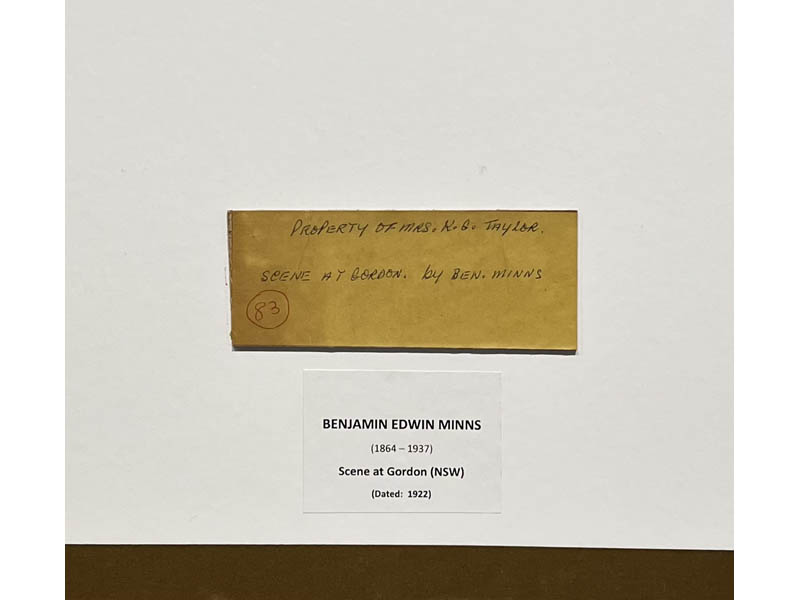 PROPERTY OF MRS. K.G. TAYLOR.
SCENE AT GORDON. by BEN. MINNS
83
BENJAMIN EDWIN MINNS
(1864 – 1937)
Scene at Gordon (NSW)
(Dated: 1922)